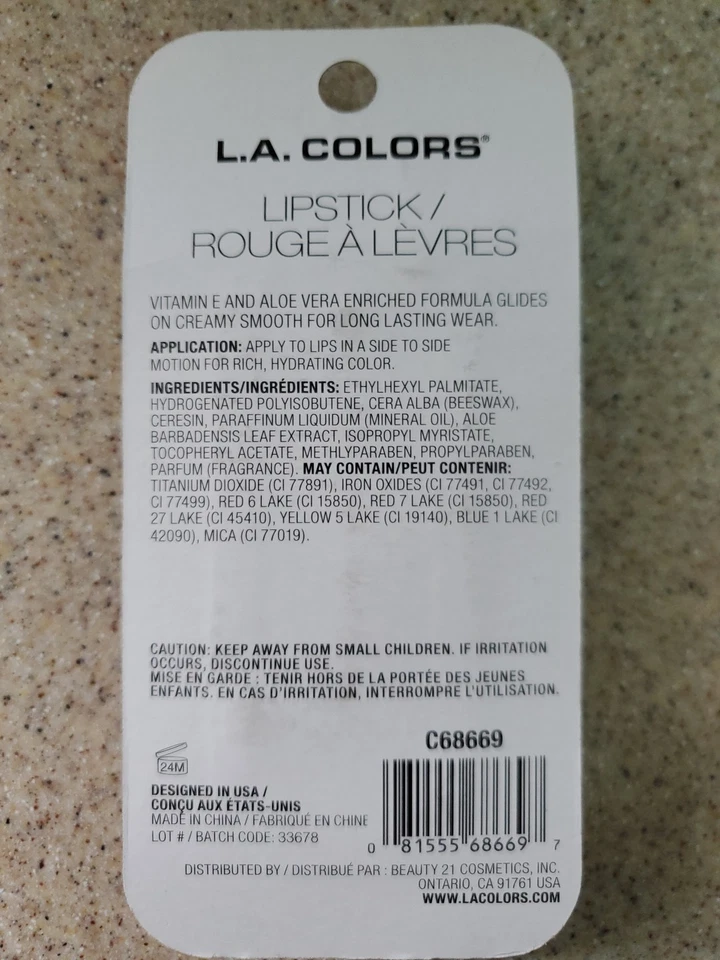 L.A. COLORS®
LIPSTICK /
ROUGE À LÈVRES
VITAMIN E AND ALOE VERA ENRICHED FORMULA GLIDES
ON CREAMY SMOOTH FOR LONG LASTING WEAR.
APPLICATION: APPLY TO LIPS IN A SIDE TO SIDE
MOTION FOR RICH, HYDRATING COLOR.
INGREDIENTS/INGRÉDIENTS: ETHYLHEXYL PALMITATE,
HYDROGENATED POLYISOBUTENE, CERA ALBA (BEESWAX),
CERESIN, PARAFFINUM LIQUIDUM (MINERAL OIL), ALOE
BARBADENSIS LEAF EXTRACT, ISOPROPYL MYRISTATE,
TOCOPHERYL ACETATE, METHLYPARABEN, PROPYLPARABEN,
PARFUM (FRAGRANCE). MAY CONTAIN/PEUT CONTENIR:
TITANIUM DIOXIDE (CI 77891), IRON OXIDES (CI 77491, CI 77492,
CI 77499), RED 6 LAKE (CI 15850), RED 7 LAKE (CI 15850), RED
27 LAKE (CI 45410), YELLOW 5 LAKE (CI 19140), BLUE 1 LAKE (CI
42090), MICA (CI 77019).
CAUTION: KEEP AWAY FROM SMALL CHILDREN. IF IRRITATION
OCCURS, DISCONTINUE USE.
MISE EN GARDE : TENIR HORS DE LA PORTÉE DES JEUNES
ENFANTS. EN CAS D'IRRITATION, INTERROMPRE L'UTILISATION.
C68669
24M
DESIGNED IN USA /
CONÇU AUX ÉTATS-UNIS
MADE IN CHINA / FABRIQUÉ EN CHINE
LOT # / BATCH CODE: 33678
0 81555 68669 7
DISTRIBUTED BY / DISTRIBUÉ PAR : BEAUTY 21 COSMETICS, INC.
ONTARIO, CA 91761 USA
WWW.LACOLORS.COM